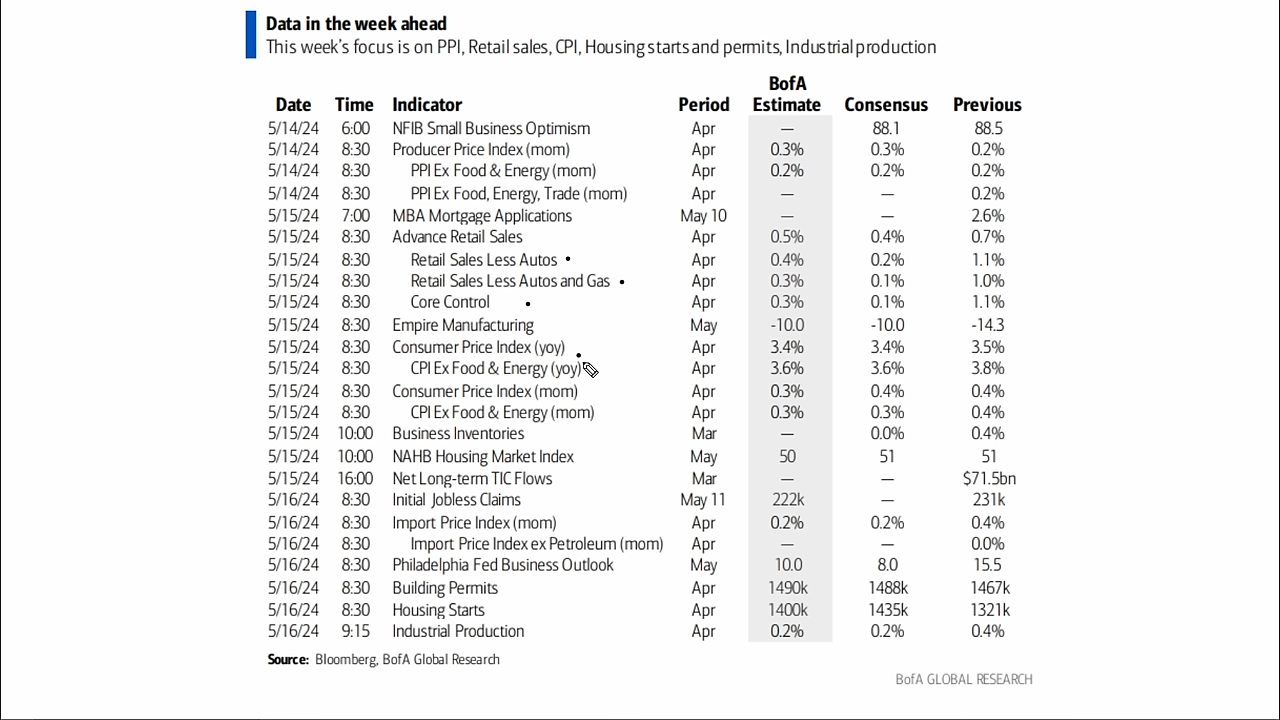 Data in the week ahead
This week's focus is on PPI, Retail sales, CPI, Housing starts and permits, Industrial production
BofA
Date Time Indicator Period Estimate Consensus Previous
5/14/24 6:00 NFIB Small Business Optimism Apr — 88.1 88.5
5/14/24 8:30 Producer Price Index (mom) Apr 0.3% 0.3% 0.2%
5/14/24 8:30 PPI Ex Food & Energy (mom) Apr 0.2% 0.2% 0.2%
5/14/24 8:30 PPI Ex Food, Energy, Trade (mom) Apr — — 0.2%
5/15/24 7:00 MBA Mortgage Applications May 10 — — 2.6%
5/15/24 8:30 Advance Retail Sales Apr 0.5% 0.4% 0.7%
5/15/24 8:30 Retail Sales Less Autos Apr 0.4% 0.2% 1.1%
5/15/24 8:30 Retail Sales Less Autos and Gas Apr 0.3% 0.1% 1.0%
5/15/24 8:30 Core Control Apr 0.3% 0.1% 1.1%
5/15/24 8:30 Empire Manufacturing May -10.0 -10.0 -14.3
5/15/24 8:30 Consumer Price Index (yoy) Apr 3.4% 3.4% 3.5%
5/15/24 8:30 CPI Ex Food & Energy (yoy) Apr 3.6% 3.6% 3.8%
5/15/24 8:30 Consumer Price Index (mom) Apr 0.3% 0.4% 0.4%
5/15/24 8:30 CPI Ex Food & Energy (mom) Apr 0.3% 0.3% 0.4%
5/15/24 10:00 Business Inventories Mar — 0.0% 0.4%
5/15/24 10:00 NAHB Housing Market Index May 50 51 51
5/15/24 16:00 Net Long-term TIC Flows Mar — — $71.5bn
5/16/24 8:30 Initial Jobless Claims May 11 222k — 231k
5/16/24 8:30 Import Price Index (mom) Apr 0.2% 0.2% 0.4%
5/16/24 8:30 Import Price Index ex Petroleum (mom) Apr — — 0.0%
5/16/24 8:30 Philadelphia Fed Business Outlook May 10.0 8.0 15.5
5/16/24 8:30 Building Permits Apr 1490k 1488k 1467k
5/16/24 8:30 Housing Starts Apr 1400k 1435k 1321k
5/16/24 9:15 Industrial Production Apr 0.2% 0.2% 0.4%
Source: Bloomberg, BofA Global Research
BofA GLOBAL RESEARCH